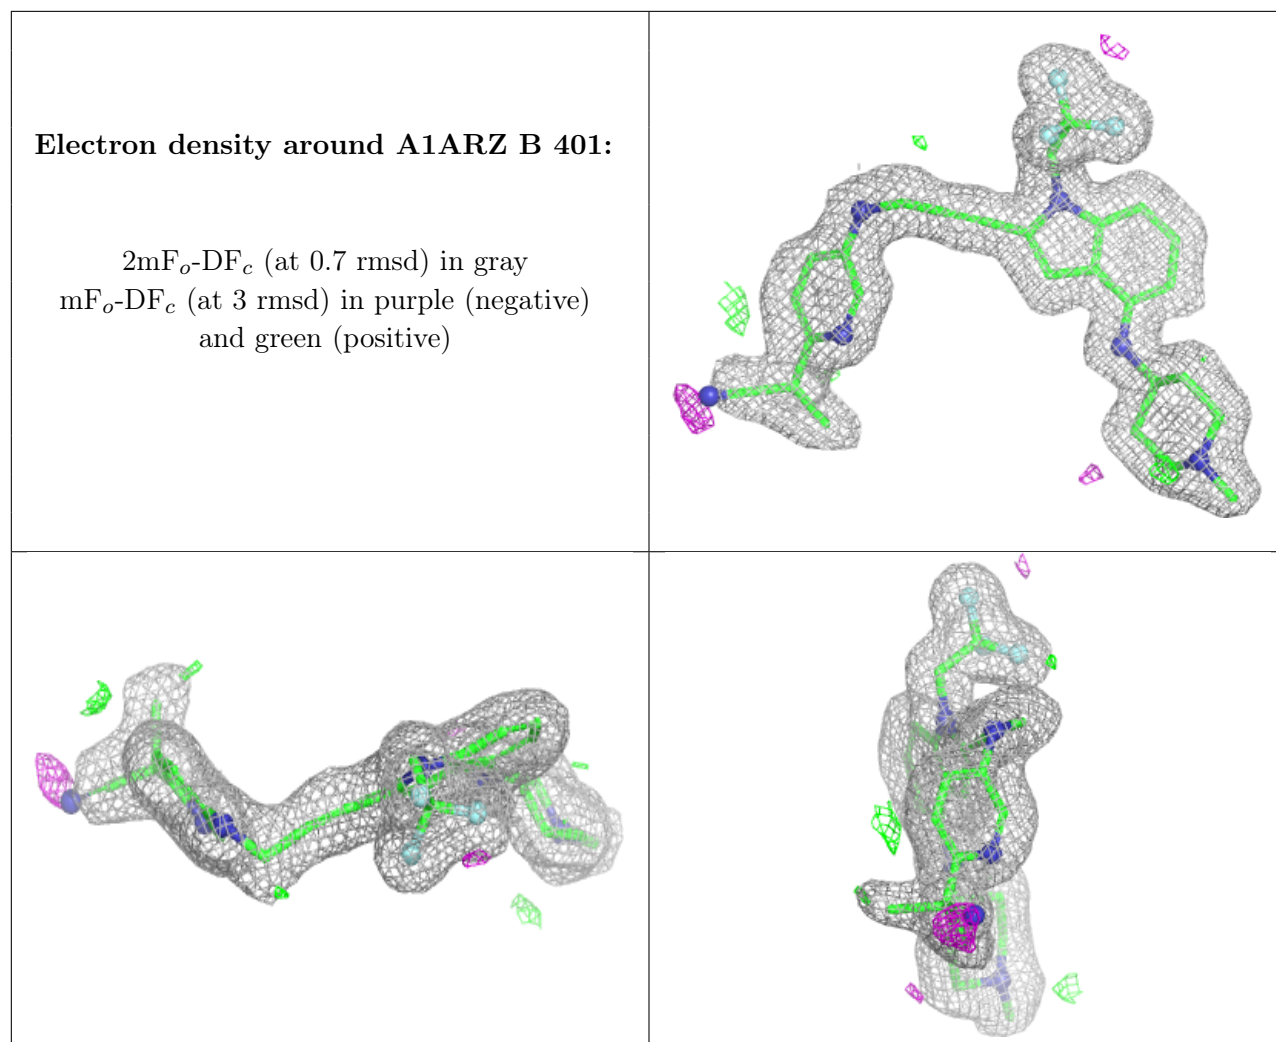 Electron density around A1ARZ B 401:
2mFₒ-DF𝑐 (at 0.7 rmsd) in gray
mFₒ-DF𝑐 (at 3 rmsd) in purple (negative)
and green (positive)